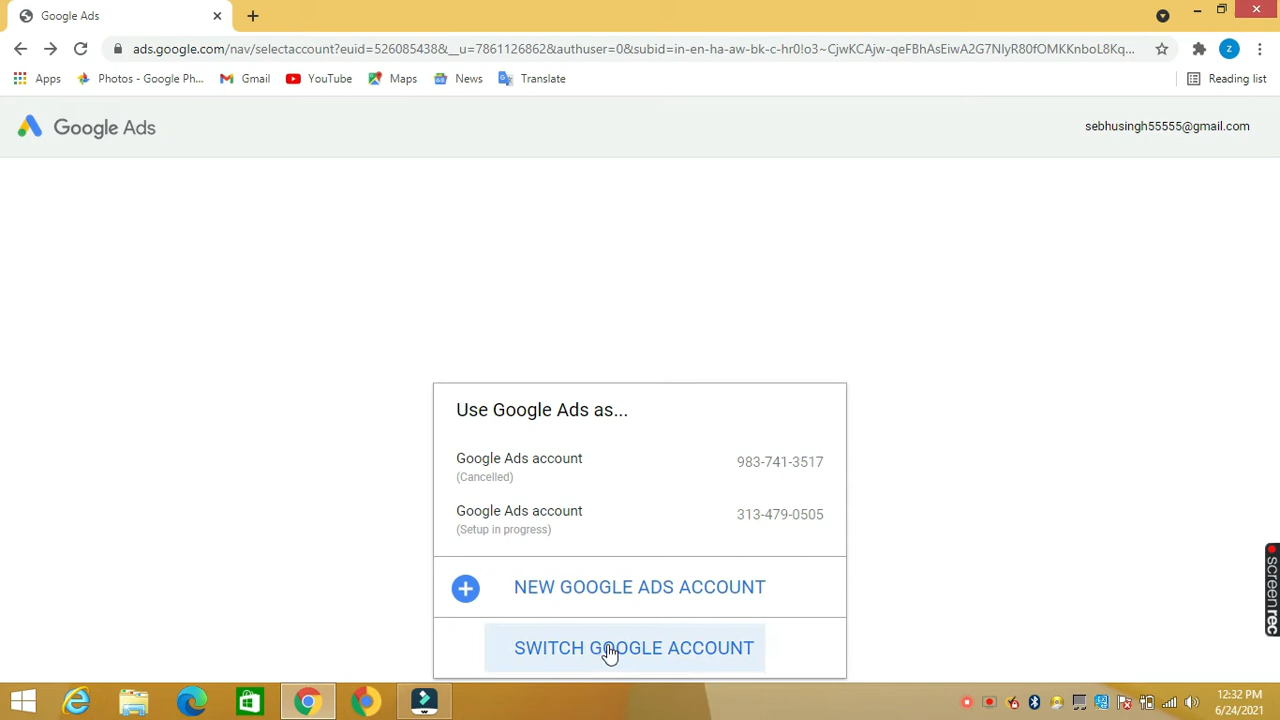 Google Ads
ads.google.com/nav/selectaccount?euid=526085438&__u=7861120662&authuser=0&subid=in-en-ha-aw-bk-c-hr0!o3~CjwKCAjw-qeFBhAsEiwA2G7NlyR80fOMKKnboL8Kq...
z
Apps
Photos - Google Ph...
Gmail
YouTube
Maps
News
Translate
Reading list
Google Ads
sebhusingh55555@gmail.com
Use Google Ads as...
Google Ads account
983-741-3517
(Cancelled)
Google Ads account
313-479-0505
(Setup in progress)
NEW GOOGLE ADS ACCOUNT
SWITCH GOOGLE ACCOUNT
screenrec
12:32 PM
6/24/2021